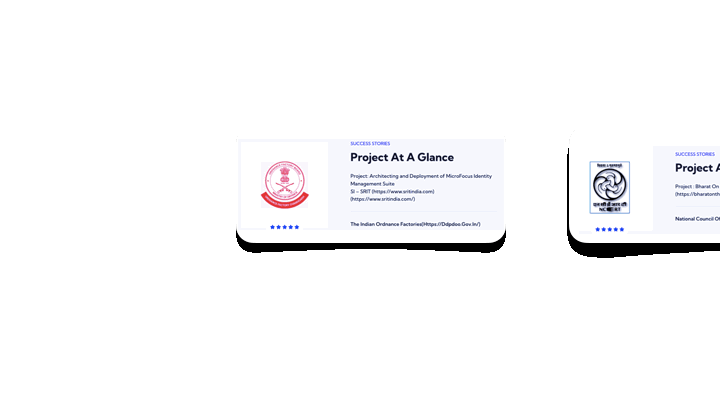 SUCCESS STORIES
Project At A Glance
Project: Architecting and Deployment of MicroFocus Identity
Management Suite
SI – SRIT (https://www.sritindia.com)
(https://www.sritindia.com/)
The Indian Ordnance Factories(Https://Ddpdoo.Gov.In/)
SUCCESS STORIES
Project A
Project : Bharat On
(https://bharatonth
National Council Of